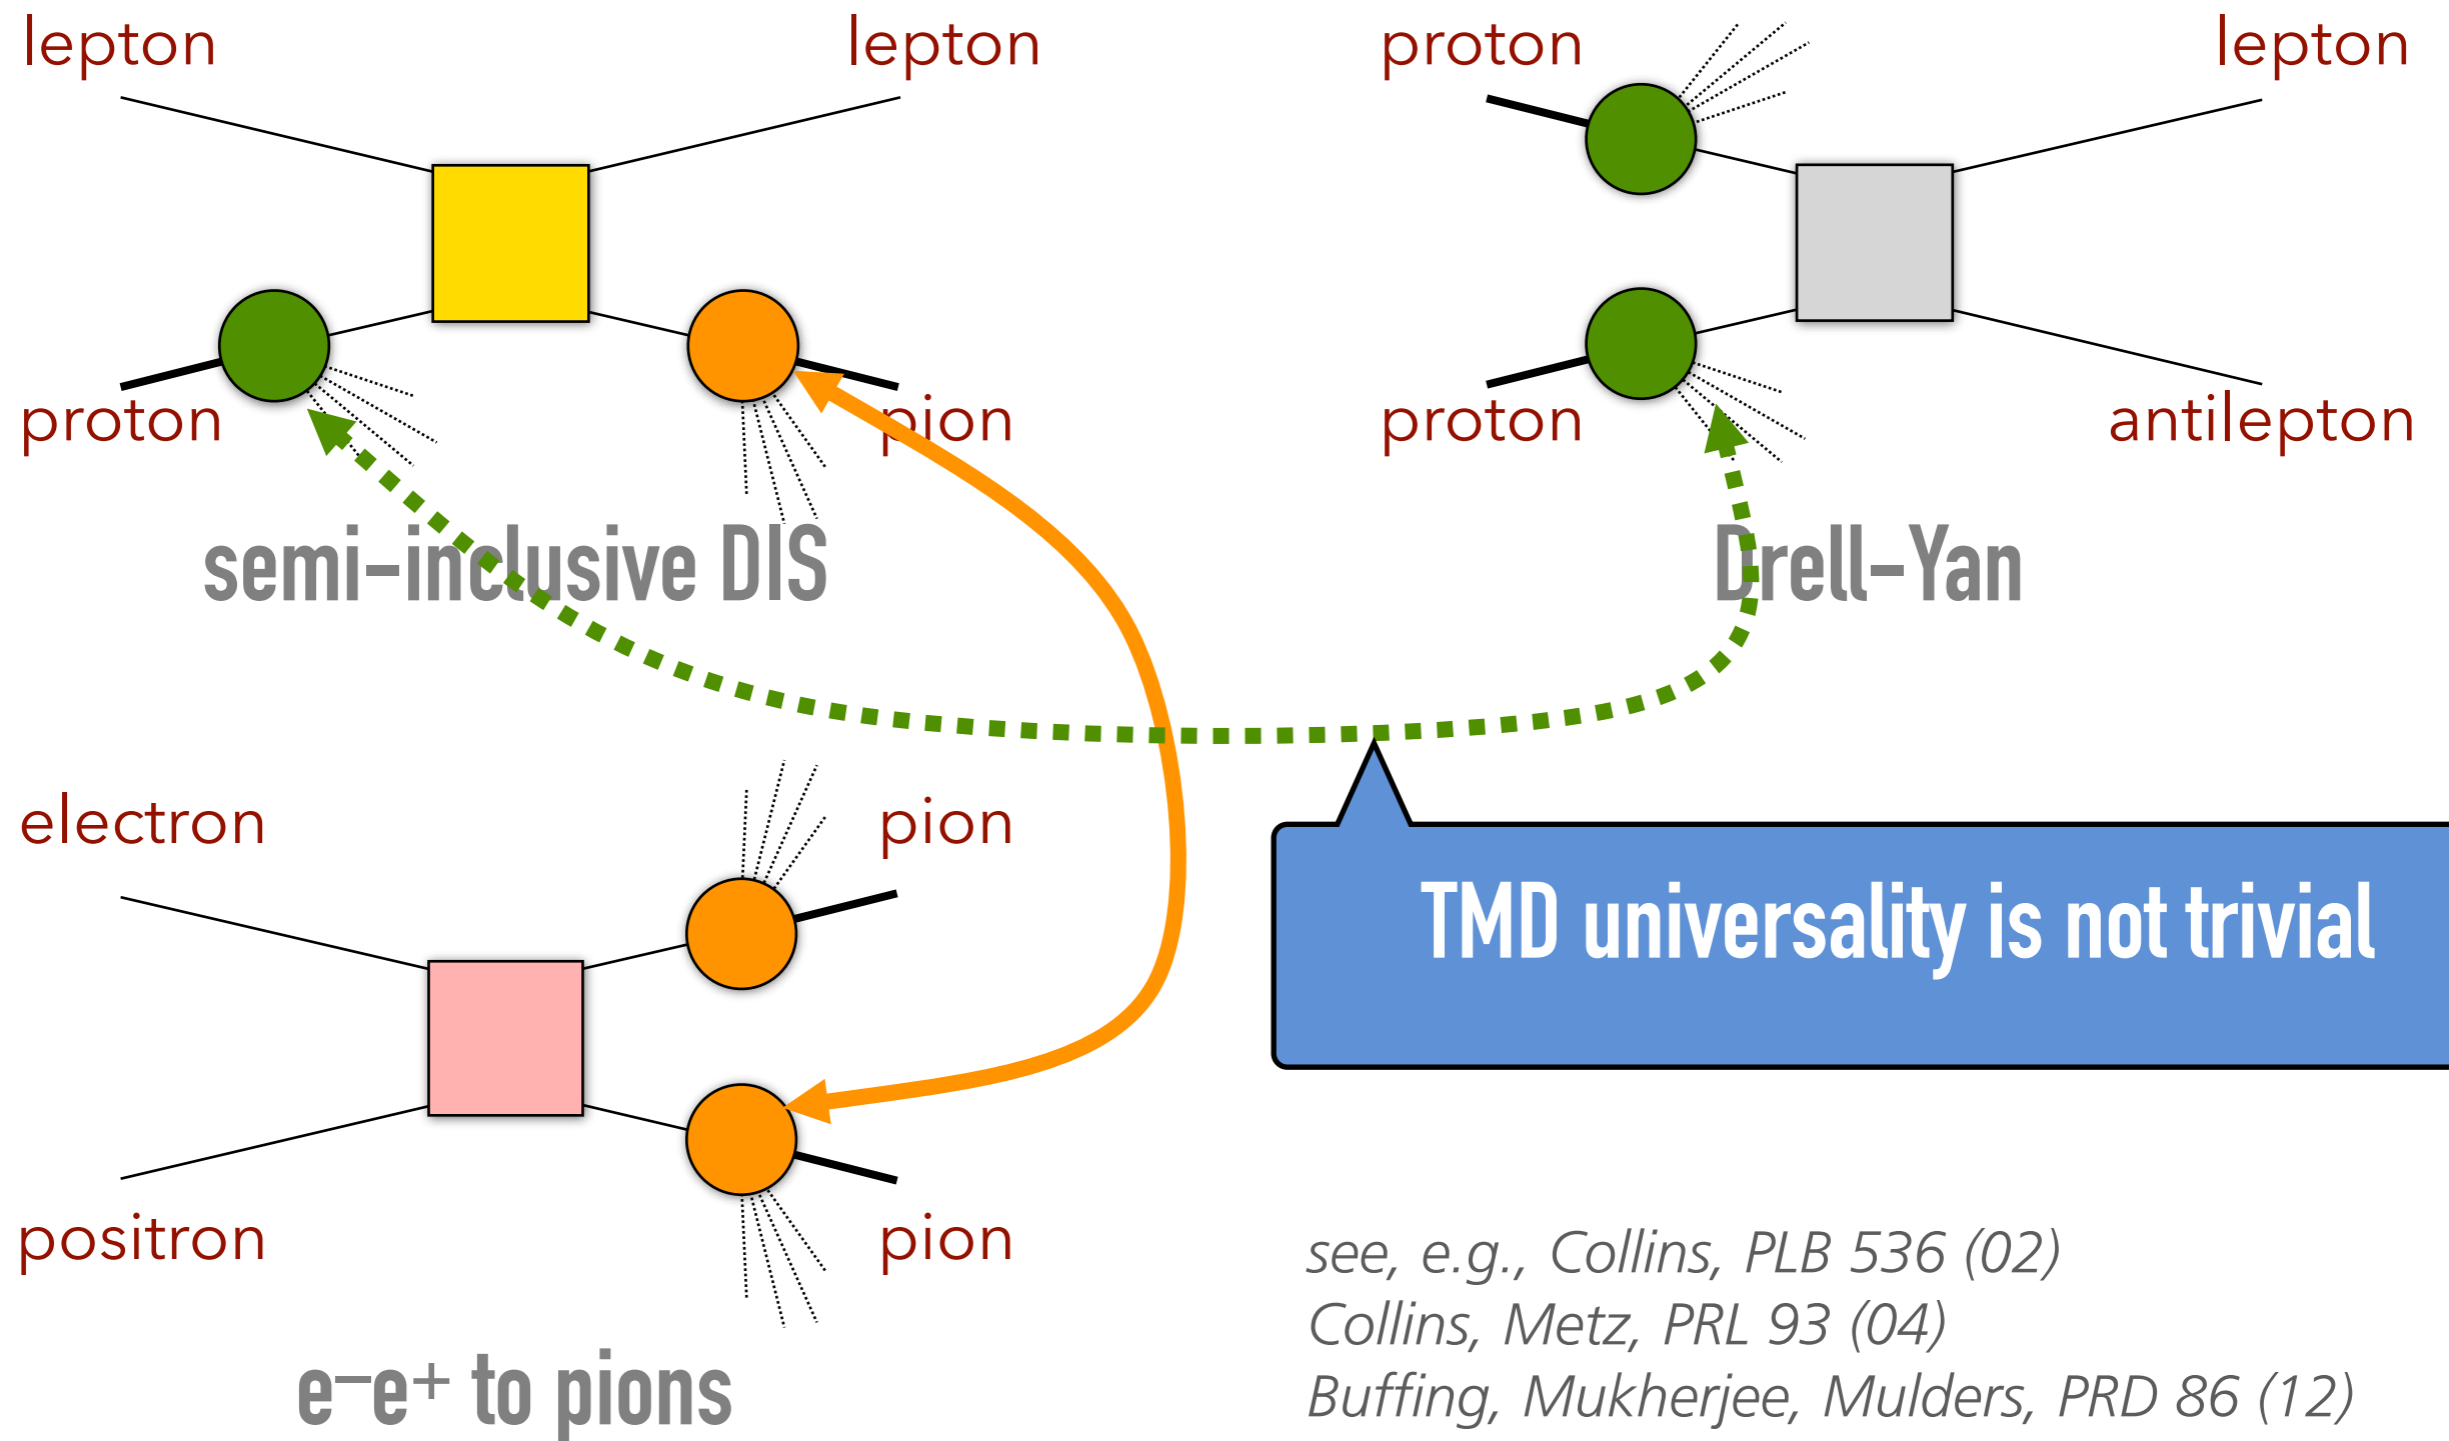 lepton
lepton
proton
pion
semi-inclusive DIS
proton
lepton
proton
antilepton
Drell-Yan
electron
pion
positron
pion
e⁻e⁺ to pions
TMD universality is not trivial
see, e.g., Collins, PLB 536 (02)
Collins, Metz, PRL 93 (04)
Buffing, Mukherjee, Mulders, PRD 86 (12)